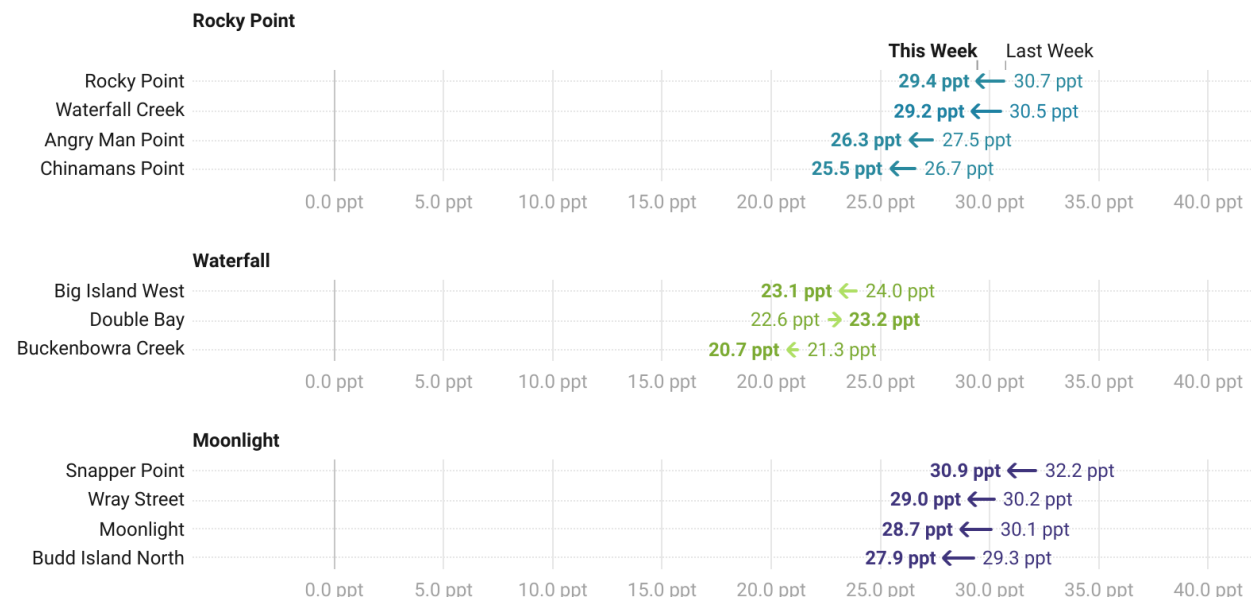 Rocky Point
This Week Last Week
Rocky Point 29.4 ppt 30.7 ppt
Waterfall Creek 29.2 ppt 30.5 ppt
Angry Man Point 26.3 ppt 27.5 ppt
Chinamans Point 25.5 ppt 26.7 ppt
0.0 ppt 5.0 ppt 10.0 ppt 15.0 ppt 20.0 ppt 25.0 ppt 30.0 ppt 35.0 ppt 40.0 ppt
Waterfall
Big Island West 23.1 ppt 24.0 ppt
Double Bay 22.6 ppt 23.2 ppt
Buckenbowra Creek 20.7 ppt 21.3 ppt
0.0 ppt 5.0 ppt 10.0 ppt 15.0 ppt 20.0 ppt 25.0 ppt 30.0 ppt 35.0 ppt 40.0 ppt
Moonlight
Snapper Point 30.9 ppt 32.2 ppt
Wray Street 29.0 ppt 30.2 ppt
Moonlight 28.7 ppt 30.1 ppt
Budd Island North 27.9 ppt 29.3 ppt
0.0 ppt 5.0 ppt 10.0 ppt 15.0 ppt 20.0 ppt 25.0 ppt 30.0 ppt 35.0 ppt 40.0 ppt